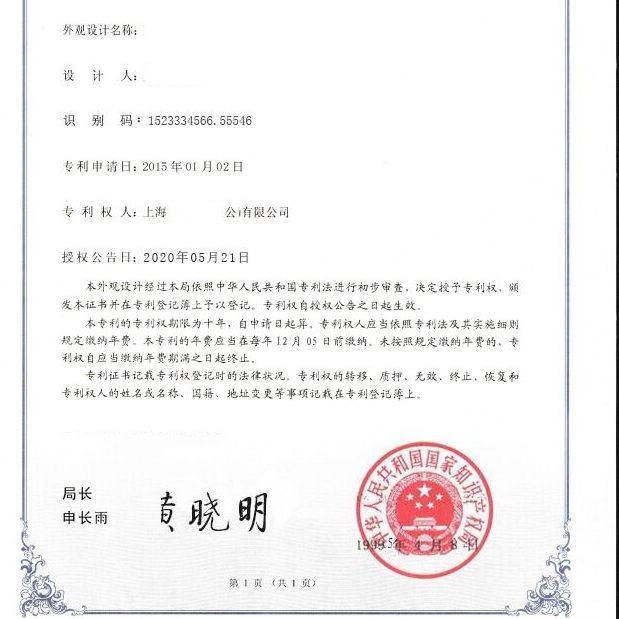 外观设计名称:
设 计 人:
识 别 码: 1523334566.55546
专利申请日: 2015年01月02日
专 利 权 人: 上海 公 有限公司
授权公告日: 2020年05月21日
本外观设计经过本局依照中华人民共和国专利法进行初步审查，决定授予专利权，颁
发本证书并在专利登记簿上予以登记。专利权自授权公告之日起生效。
本专利的专利权期限为十年，自申请日起算。专利权人应当依照专利法及其实施细则
规定缴纳年费。本专利的年费应当在每年12月05日前缴纳。未按照规定缴纳年费的，专
利权自应当缴纳年费期满之日起终止。
专利证书记载专利权登记时的法律状况。专利权的转移、质押、无效、终止、恢复和
专利权人的姓名或名称、国籍、地址变更等事项记载在专利登记簿上。
局长
申长雨
黄晓明
中华人民共和国国家知识产权局
4月8日
第1页 (共1页)